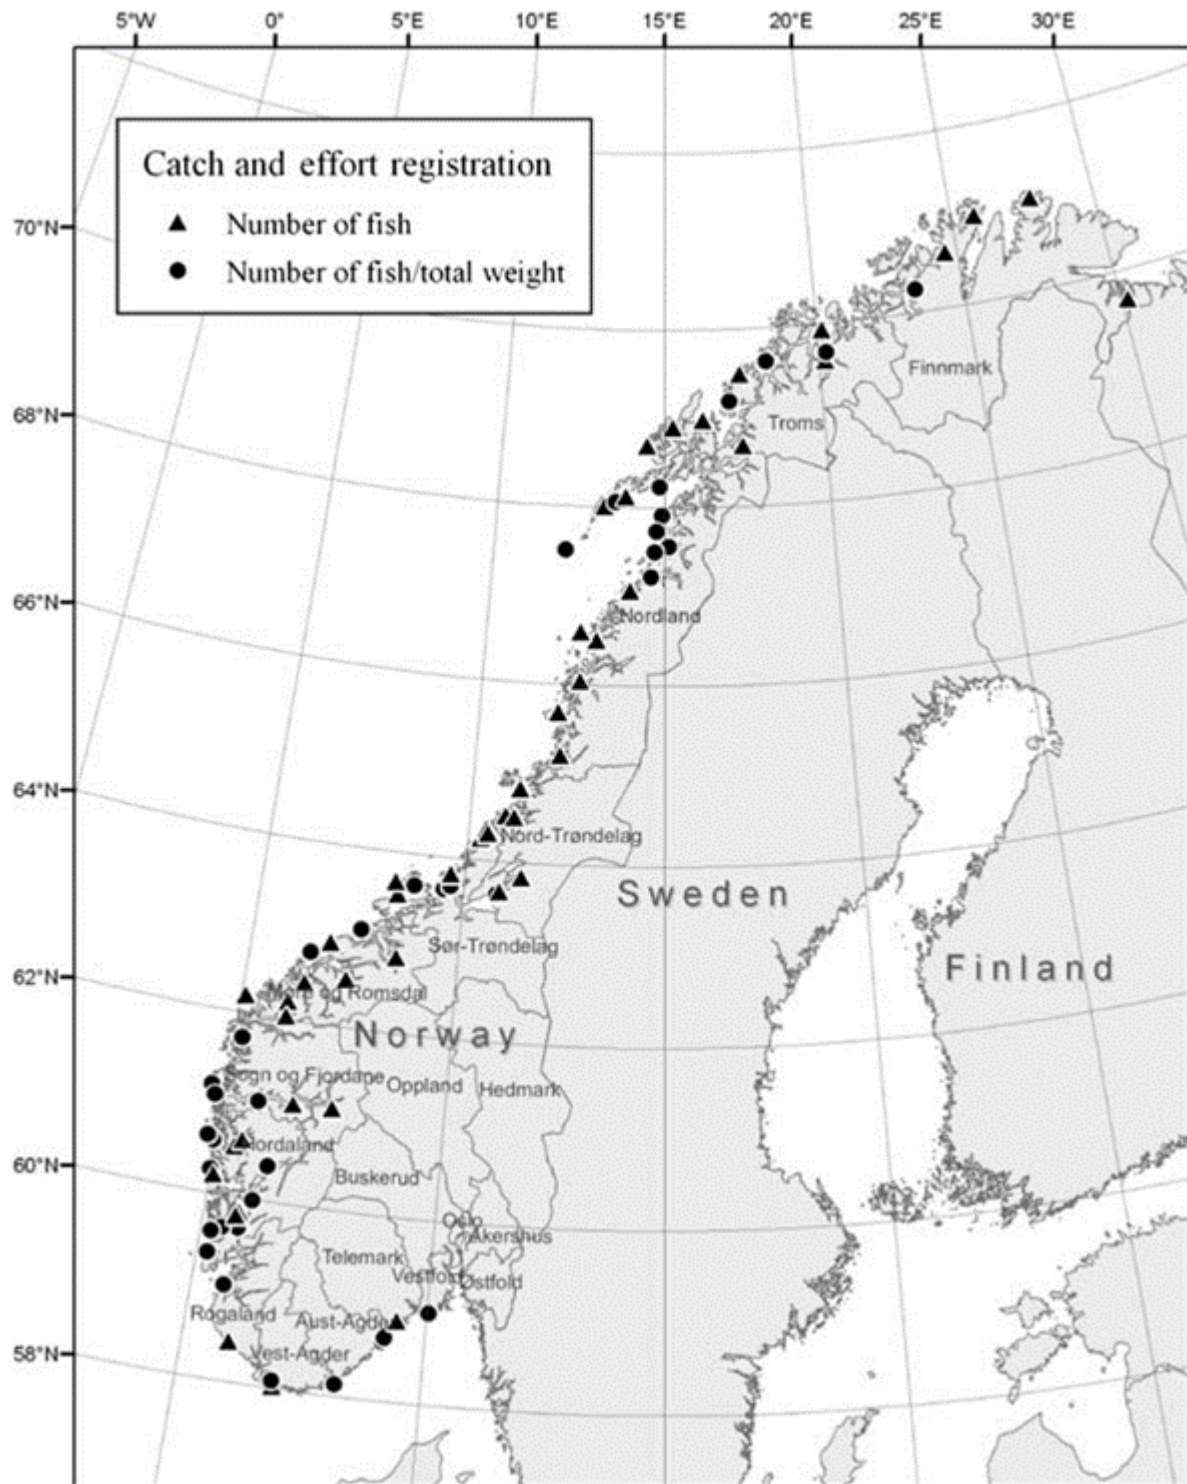 5°W 0° 5°E 10°E 15°E 20°E 25°E 30°E
Catch and effort registration
Number of fish
Number of fish/total weight
70°N
Finnmark
68°N
Troms
66°N
Nordland
64°N
Nord-Trøndelag
Sweden
Sør-Trøndelag
Finland
62°N
Møre og Romsdal
Norway
Sogn og Fjordane
Oppland
Hedmark
Hordaland
60°N
Buskerud
Oslo
Akershus
Telemark
Vestfold
Østfold
Rogaland
Aust-Agder
Vest-Agder
58°N